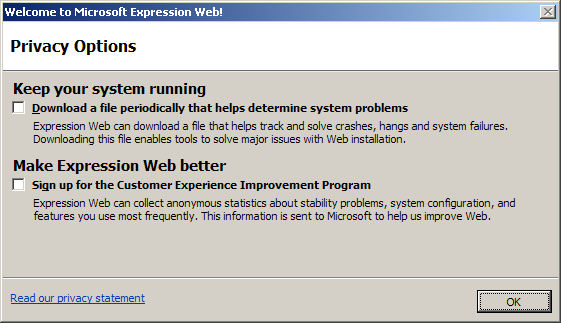 Welcome to Microsoft Expression Web!
Privacy Options
Keep your system running
Download a file periodically that helps determine system problems
Expression Web can download a file that helps track and solve crashes, hangs and system failures.
Downloading this file enables tools to solve major issues with Web installation.
Make Expression Web better
Sign up for the Customer Experience Improvement Program
Expression Web can collect anonymous statistics about stability problems, system configuration, and
features you use most frequently. This information is sent to Microsoft to help us improve Web.
Read our privacy statement
OK